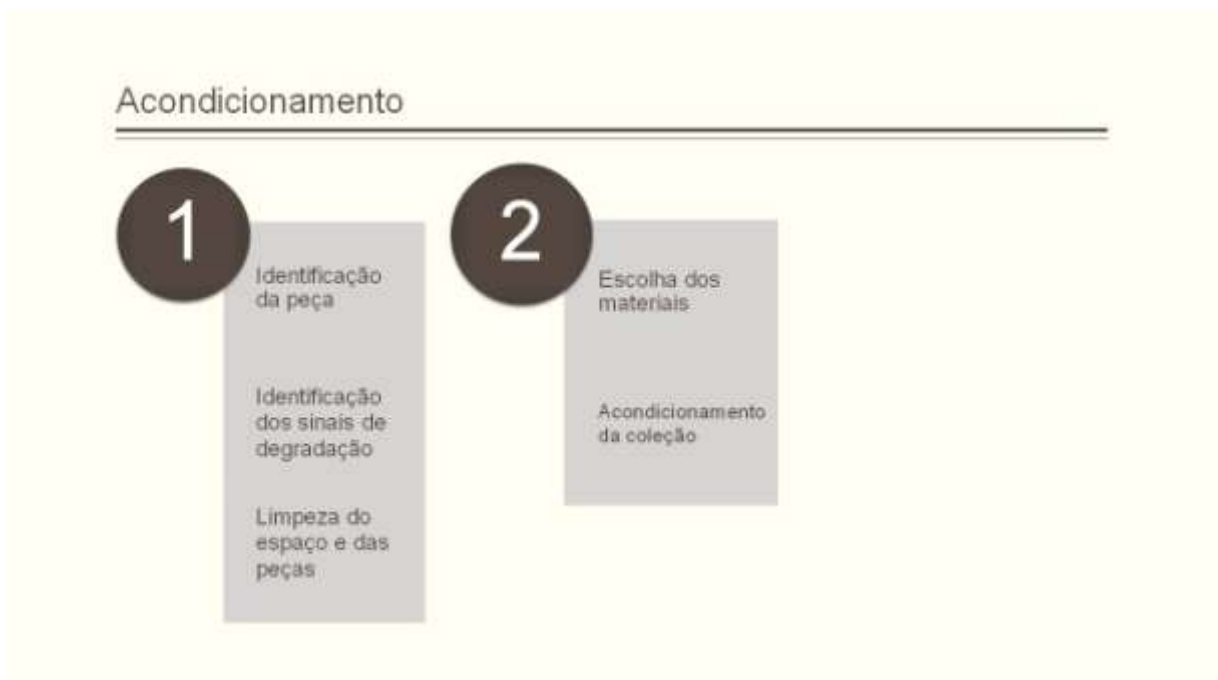 Acondicionamento
1
Identificação
da peça
Identificação
dos sinais de
degradação
Limpeza do
espaço e das
peças
2
Escolha dos
materiais
Acondicionamento
da coleção